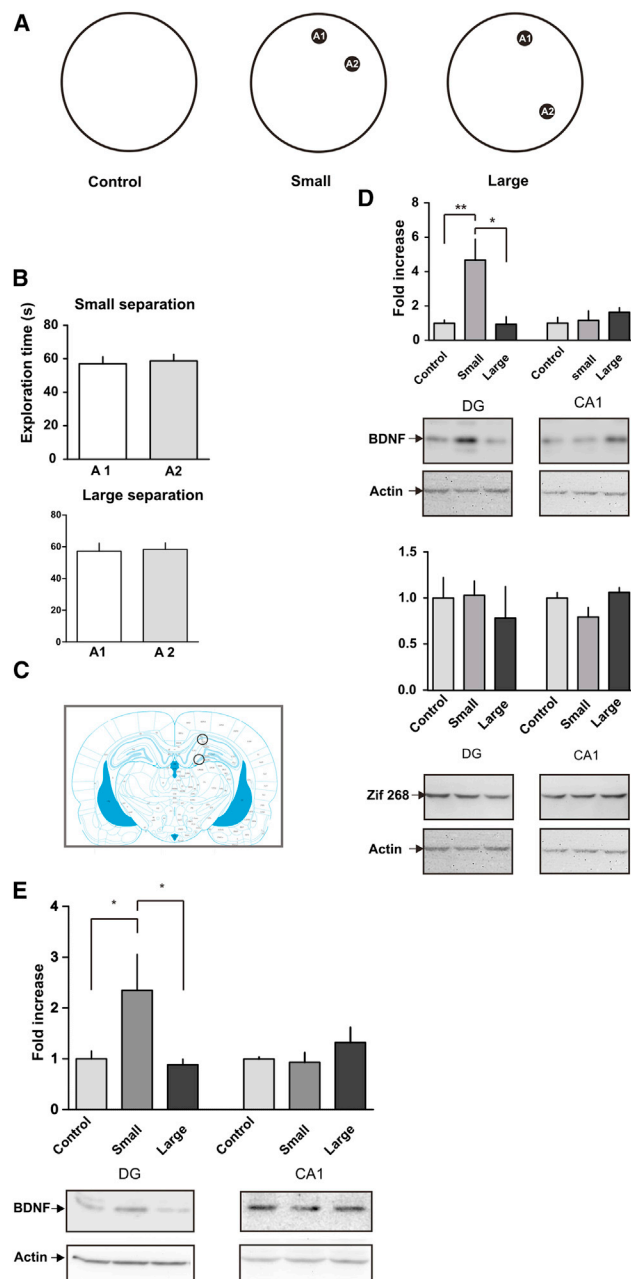 A
A1
A2
A1
A2
Control Small Large
B
Small separation
Exploration time (s)
80
60
40
20
0
A 1 A2
Large separation
80
60
40
20
0
A1 A 2
C
D
** *
Fold increase
8
6
4
2
0
Control Small Large Control small Large
DG CA1
BDNF
Actin
1.5
1.0
0.5
0.0
Control Small Large Control Small Large
DG CA1
Zif 268
Actin
E
* *
Fold increase
4
3
2
1
0
Control Small Large Control Small Large
DG CA1
BDNF
Actin